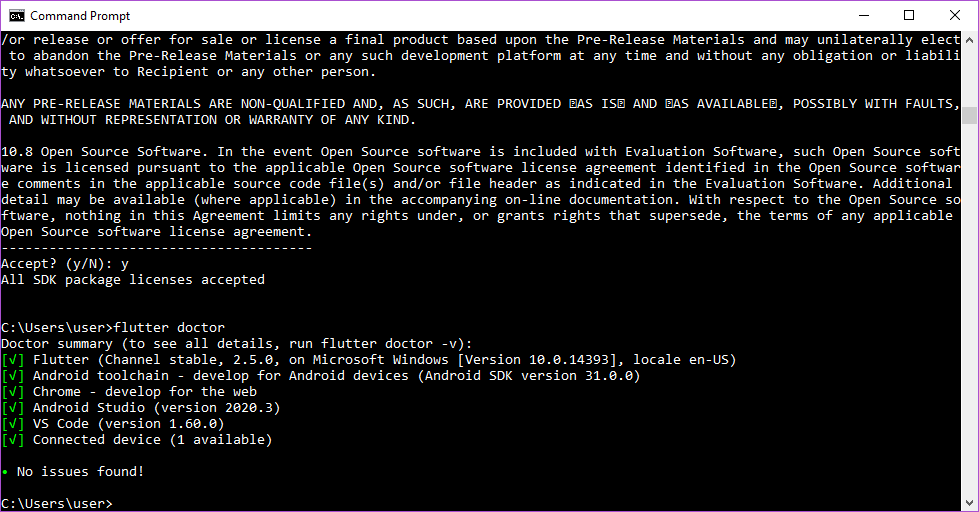 Command Prompt
/or release or offer for sale or license a final product based upon the Pre-Release Materials and may unilaterally elect
 to abandon the Pre-Release Materials or any such development platform at any time and without any obligation or liabili
ty whatsoever to Recipient or any other person.
ANY PRE-RELEASE MATERIALS ARE NON-QUALIFIED AND, AS SUCH, ARE PROVIDED �AS IS� AND �AS AVAILABLE�, POSSIBLY WITH FAULTS,
 AND WITHOUT REPRESENTATION OR WARRANTY OF ANY KIND.
10.8 Open Source Software. In the event Open Source software is included with Evaluation Software, such Open Source soft
ware is licensed pursuant to the applicable Open Source software license agreement identified in the Open Source softwar
e comments in the applicable source code file(s) and/or file header as indicated in the Evaluation Software. Additional
detail may be available (where applicable) in the accompanying on-line documentation. With respect to the Open Source so
ftware, nothing in this Agreement limits any rights under, or grants rights that supersede, the terms of any applicable
Open Source software license agreement.
---------------------------------------
Accept? (y/N): y
All SDK package licenses accepted
C:\Users\user>flutter doctor
Doctor summary (to see all details, run flutter doctor -v):
[√] Flutter (Channel stable, 2.5.0, on Microsoft Windows [Version 10.0.14393], locale en-US)
[√] Android toolchain - develop for Android devices (Android SDK version 31.0.0)
[√] Chrome - develop for the web
[√] Android Studio (version 2020.3)
[√] VS Code (version 1.60.0)
[√] Connected device (1 available)
• No issues found!
C:\Users\user>